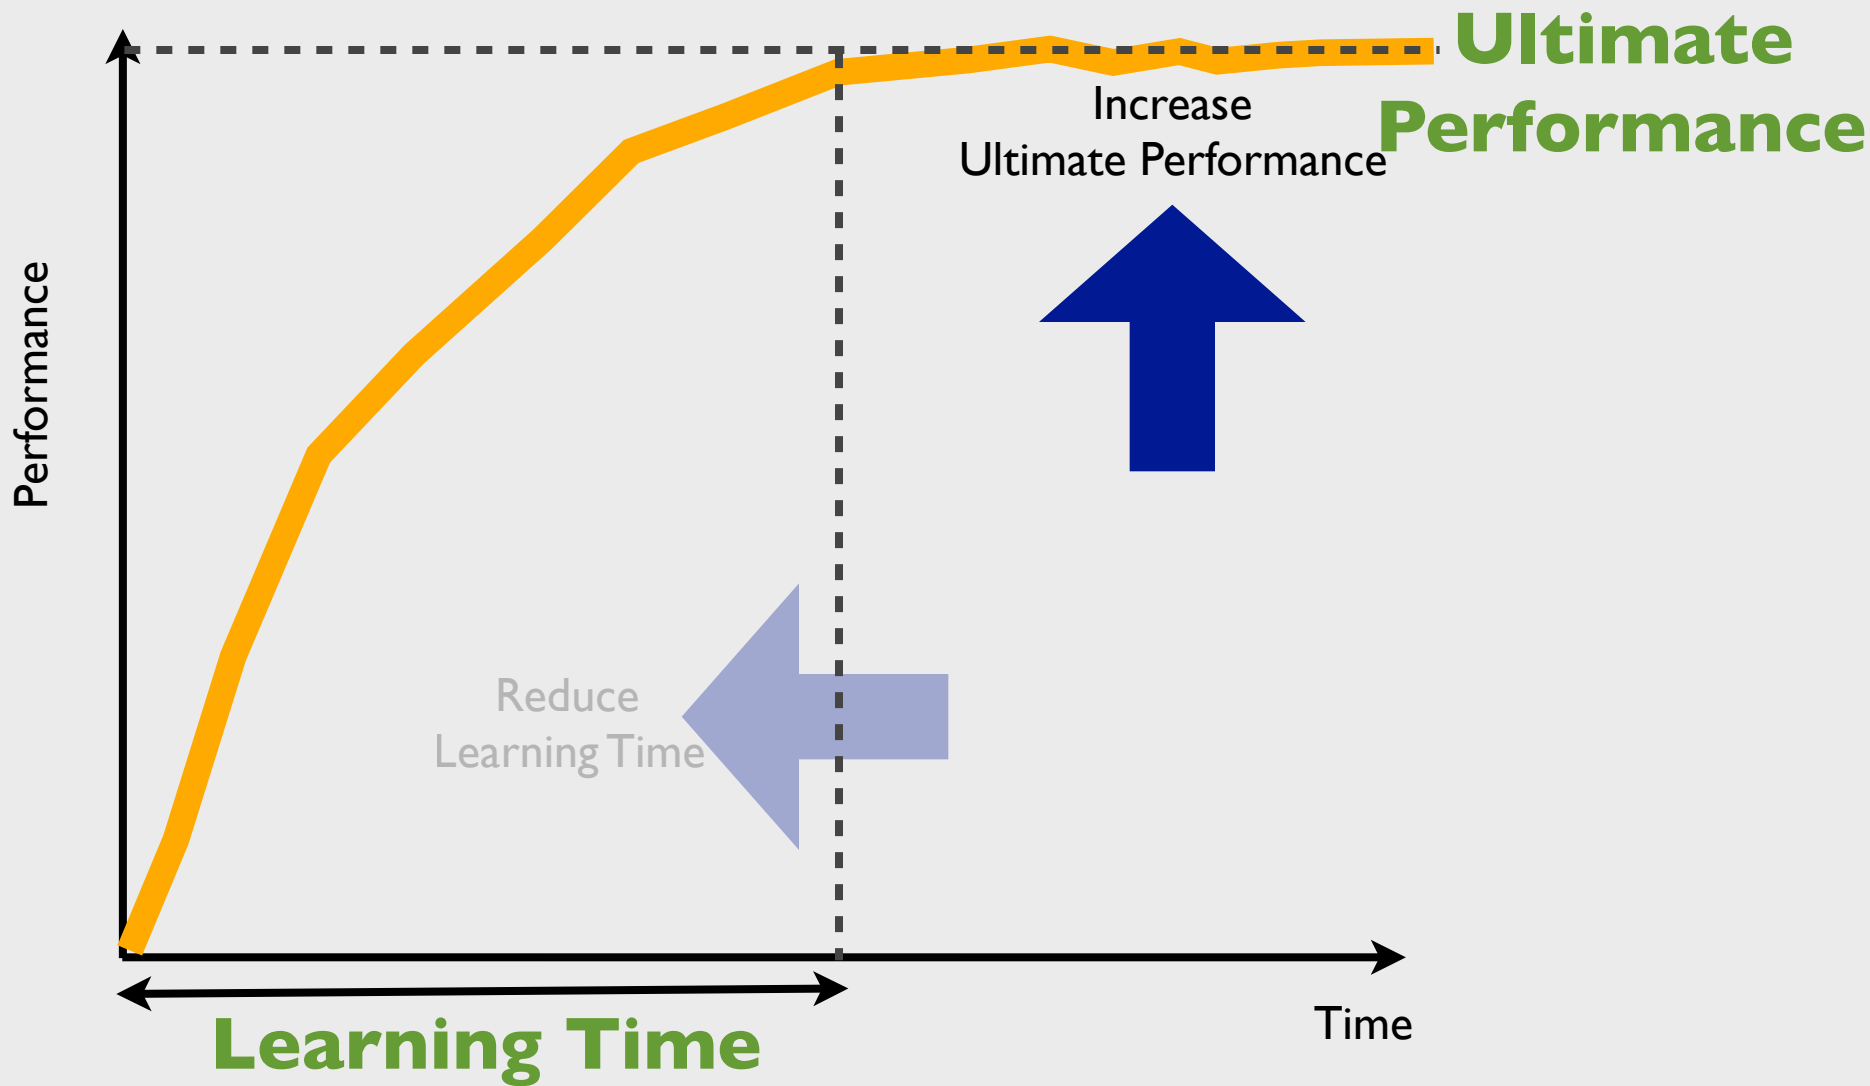 Ultimate
Performance
Increase
Ultimate Performance
Performance
Reduce
Learning Time
Time
Learning Time